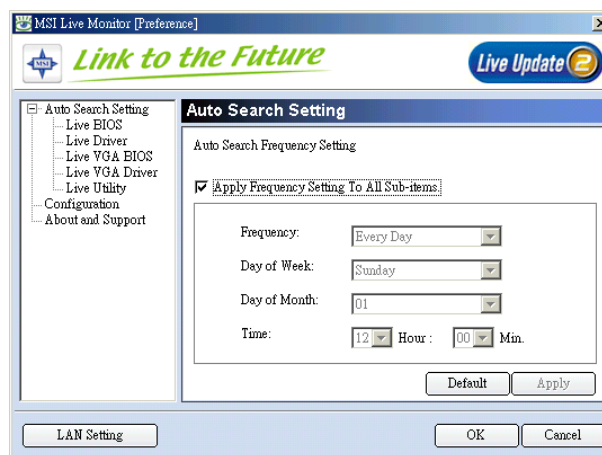 MSI Live Monitor [Preference]
MSI
Link to the Future
Live Update 2
Auto Search Setting
Live BIOS
Live Driver
Live VGA BIOS
Live VGA Driver
Live Utility
Configuration
About and Support
Auto Search Setting
Auto Search Frequency Setting
Apply Frequency Setting To All Sub-items.
Frequency: Every Day
Day of Week: Sunday
Day of Month: 01
Time: 12 Hour : 00 Min.
Default Apply
LAN Setting OK Cancel